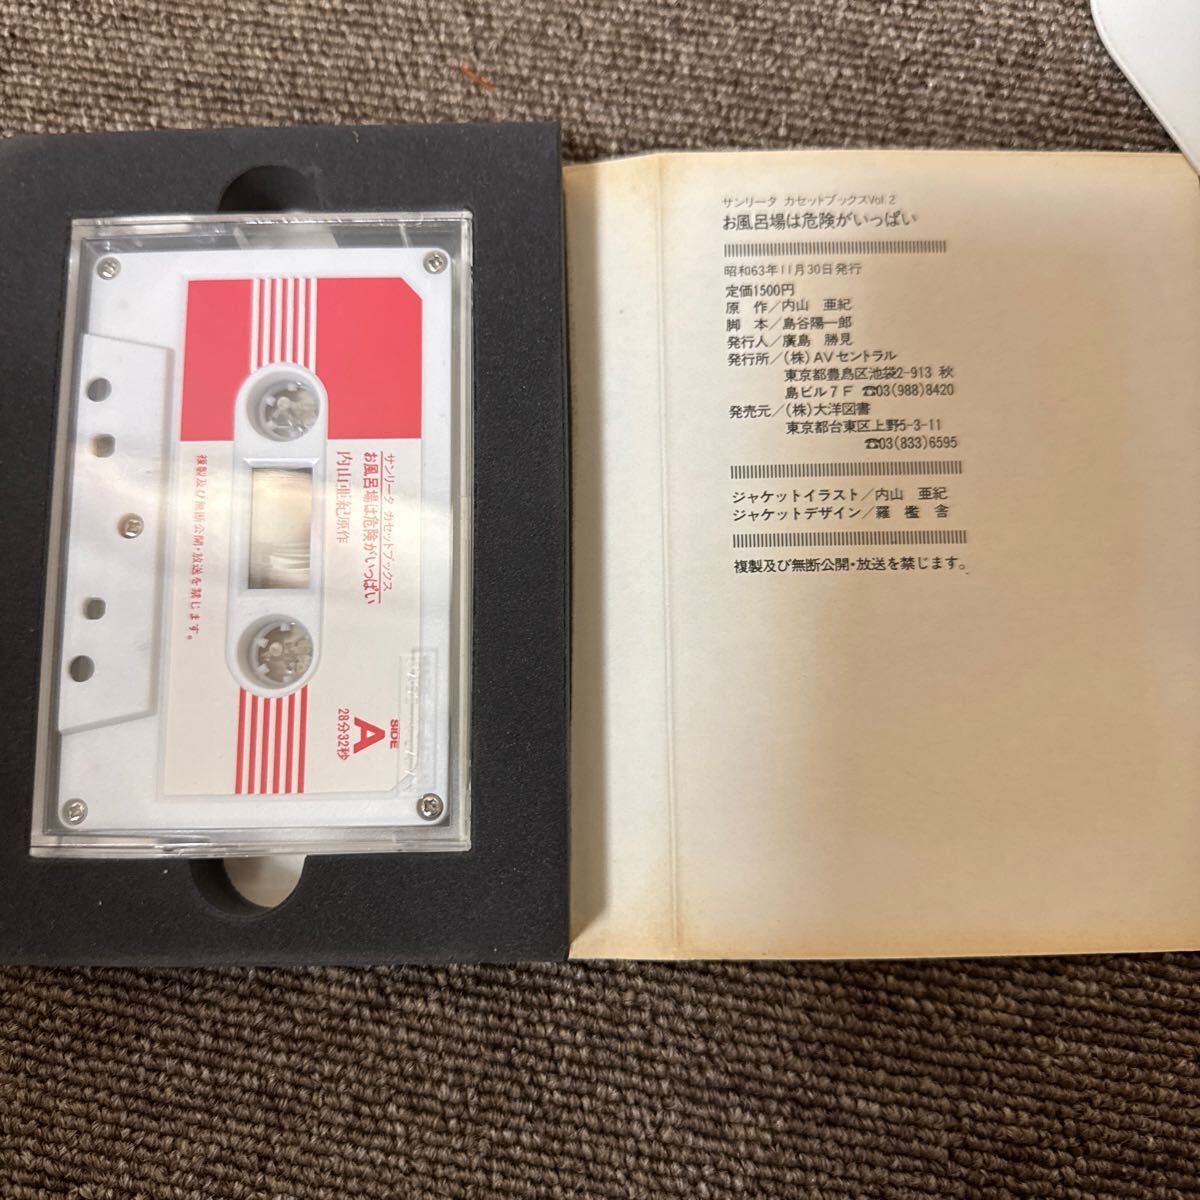 サンリータ カセットブックス
お風呂場は危険がいっぱい
内山亜紀原作
複製及び無断公開・放送を禁じます。
SIDE
A
28分32秒
サンリータ カセットブックスVol.2
お風呂場は危険がいっぱい
昭和63年11月30日発行
定価1500円
原 作／内山 亜紀
脚 本／島谷陽一郎
発行人／廣島 勝見
発行所／(株)AVセントラル
東京都豊島区池袋2-913 秋
島ビル7F ☎03(988)8420
発売元／(株)大洋図書
東京都台東区上野5-3-11
☎03(833)6595
ジャケットイラスト／内山 亜紀
ジャケットデザイン／羅 檻 舎
複製及び無断公開・放送を禁じます。